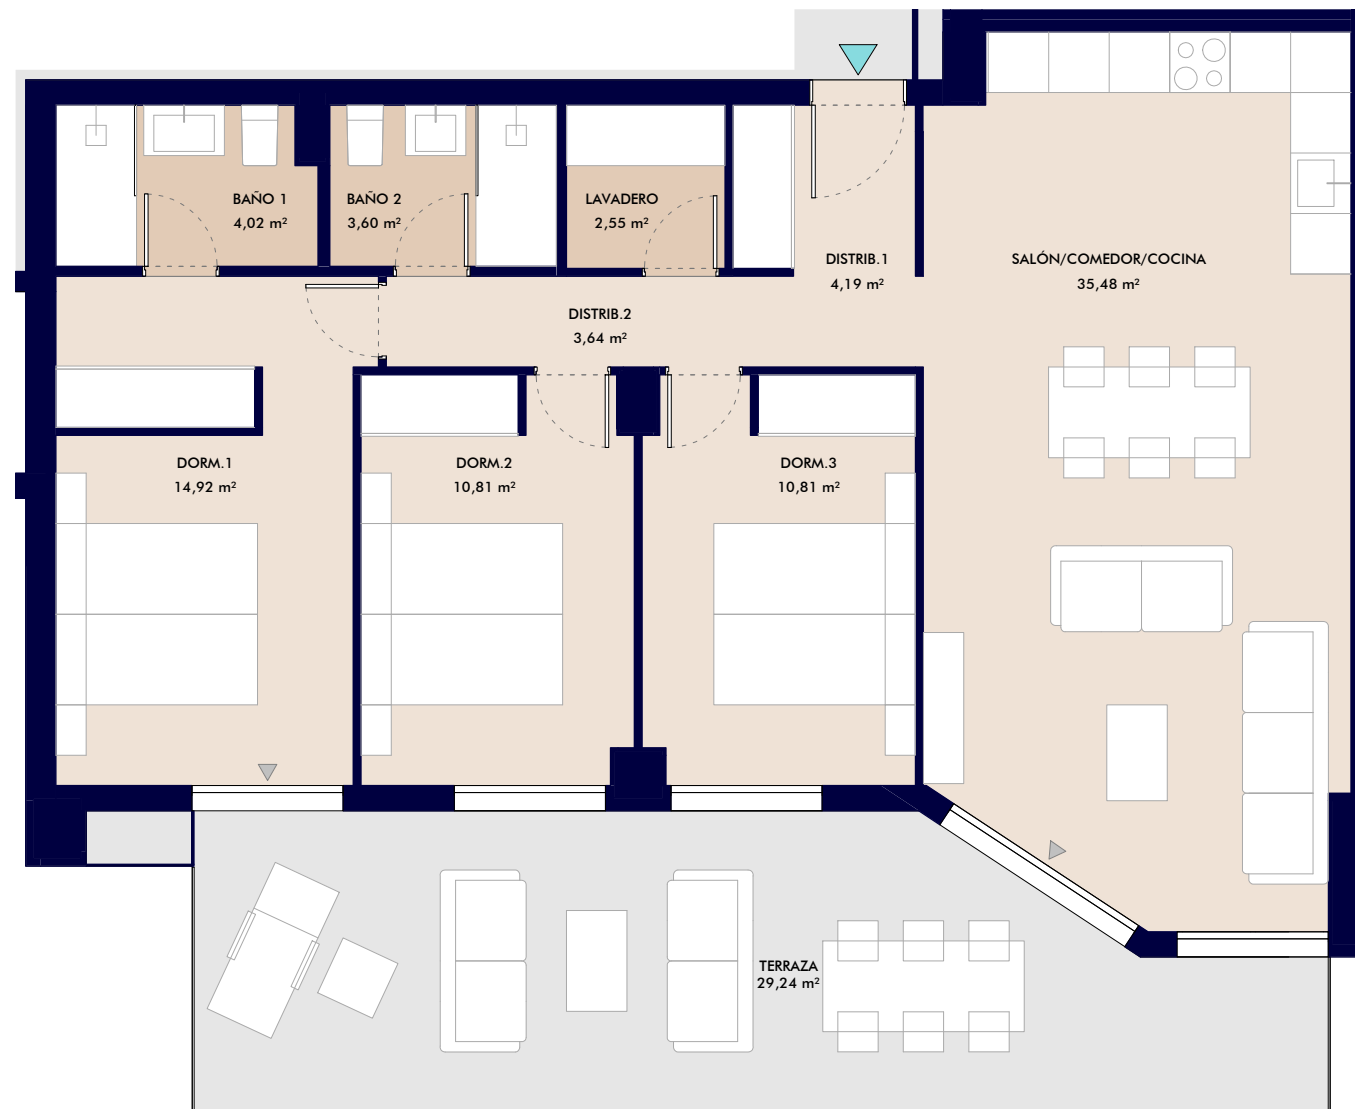 BAÑO 1
4,02 m²
BAÑO 2
3,60 m²
LAVADERO
2,55 m²
DISTRIB.1
4,19 m²
SALÓN/COMEDOR/COCINA
35,48 m²
DISTRIB.2
3,64 m²
DORM.1
14,92 m²
DORM.2
10,81 m²
DORM.3
10,81 m²
TERRAZA
29,24 m²